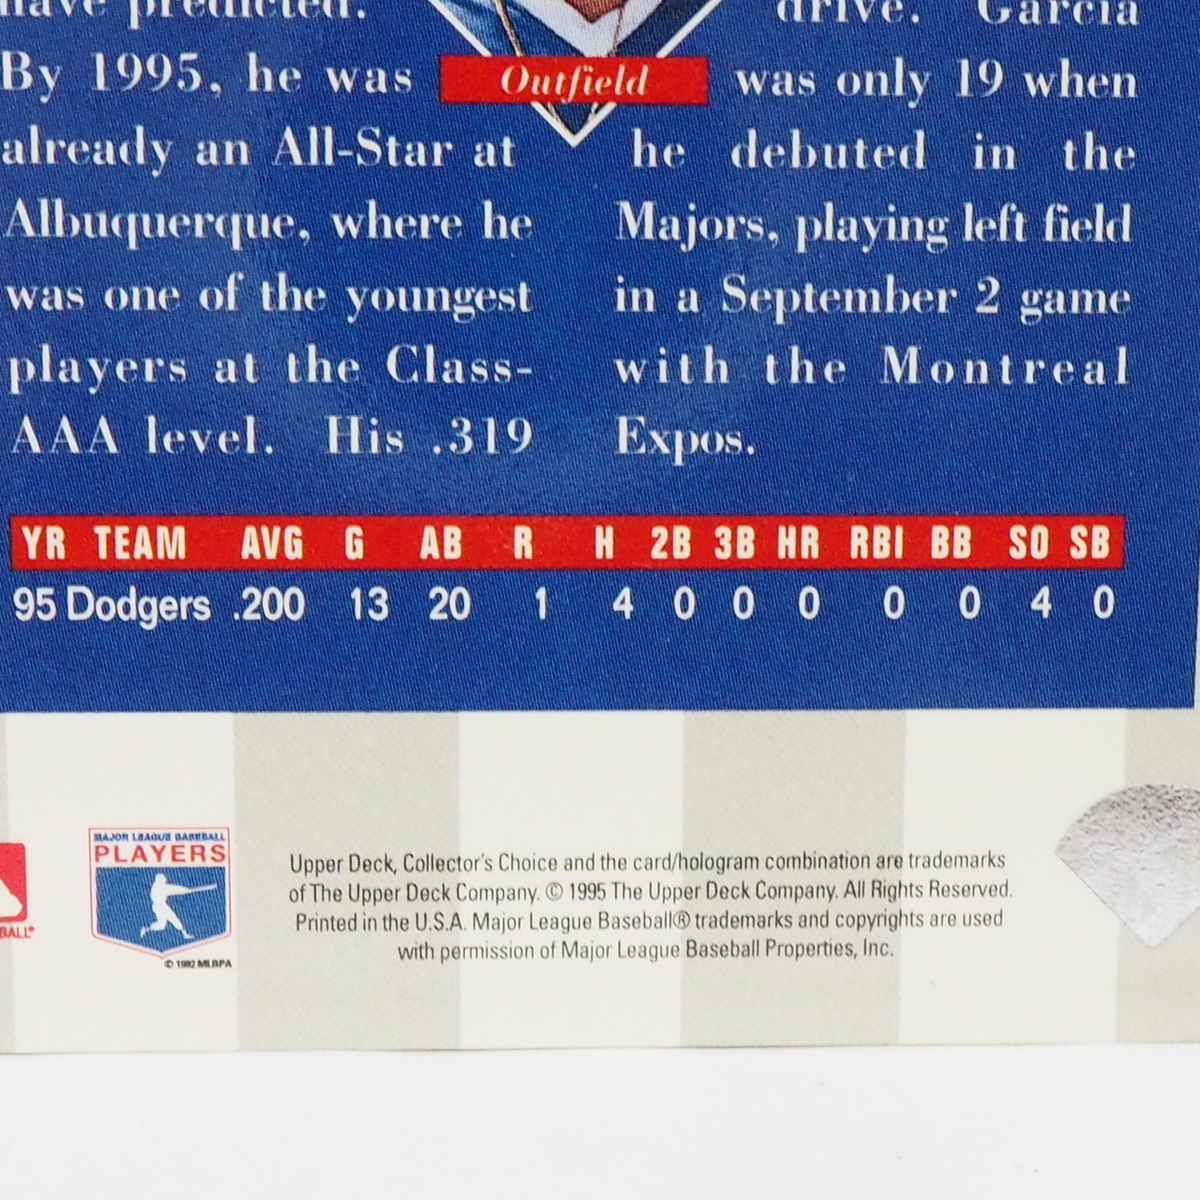 have predicted.
By 1995, he was
already an All-Star at
Albuquerque, where he
was one of the youngest
players at the Class-
AAA level. His .319
Outfield
drive. Garcia
was only 19 when
he debuted in the
Majors, playing left field
in a September 2 game
with the Montreal
Expos.
YR TEAM AVG G AB R H 2B 3B HR RBI BB SO SB
95 Dodgers .200 13 20 1 4 0 0 0 0 0 4 0
MAJOR LEAGUE BASEBALL
PLAYERS
© 1992 MLBPA
BALL®
Upper Deck, Collector's Choice and the card/hologram combination are trademarks
of The Upper Deck Company. © 1995 The Upper Deck Company. All Rights Reserved.
Printed in the U.S.A. Major League Baseball® trademarks and copyrights are used
with permission of Major League Baseball Properties, Inc.